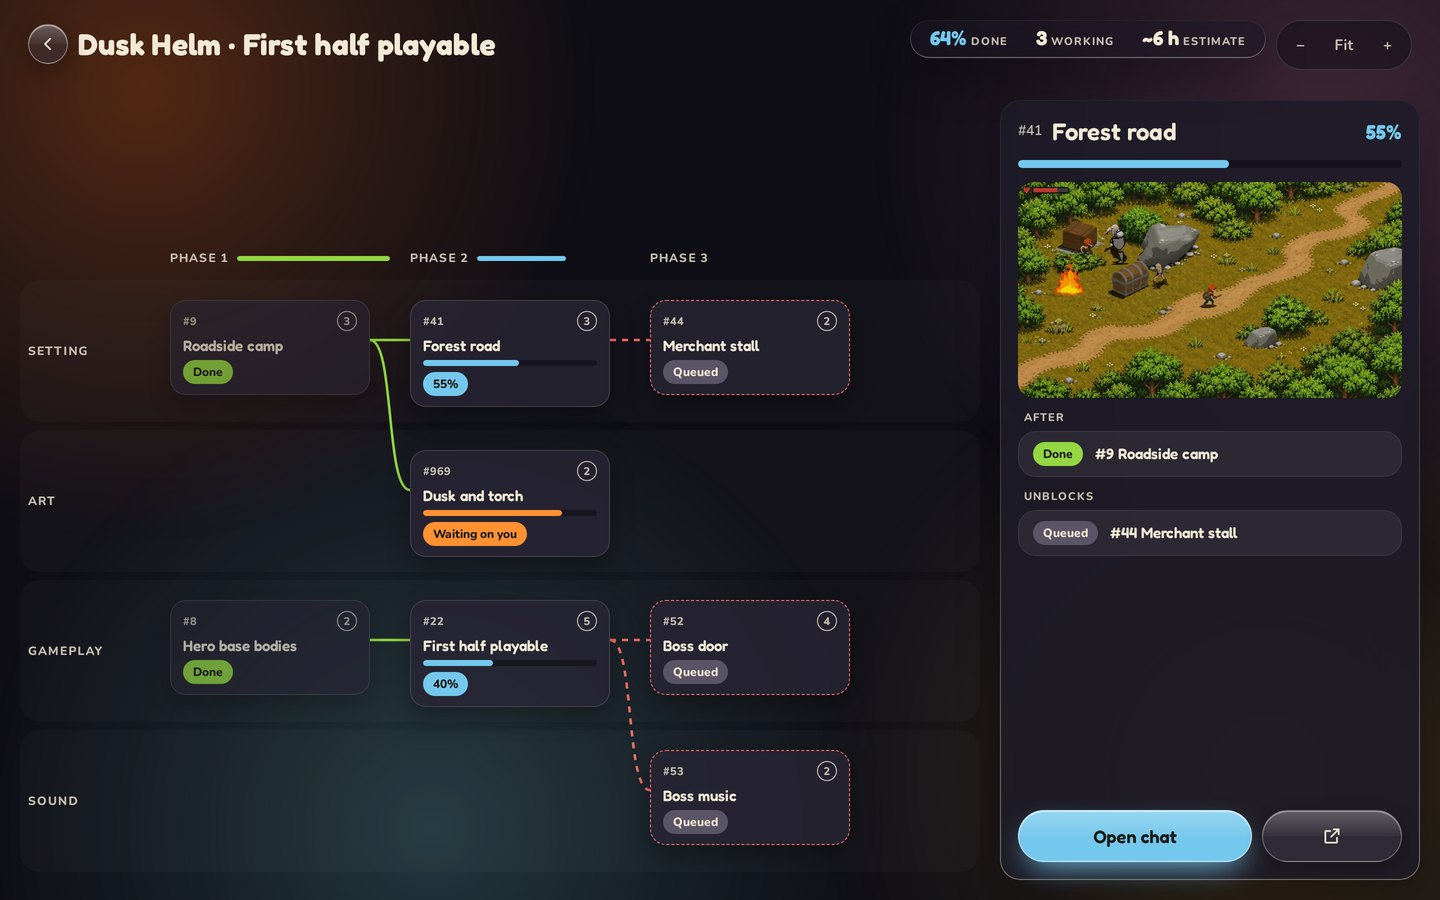 Dusk Helm · First half playable
64% DONE 3 WORKING ~6 h ESTIMATE
− Fit +
PHASE 1
PHASE 2
PHASE 3
SETTING
#9 3
Roadside camp
Done
#41 3
Forest road
55%
#44 2
Merchant stall
Queued
ART
#969 2
Dusk and torch
Waiting on you
GAMEPLAY
#8 2
Hero base bodies
Done
#22 5
First half playable
40%
#52 4
Boss door
Queued
SOUND
#53 2
Boss music
Queued
#41 Forest road 55%
AFTER
Done #9 Roadside camp
UNBLOCKS
Queued #44 Merchant stall
Open chat